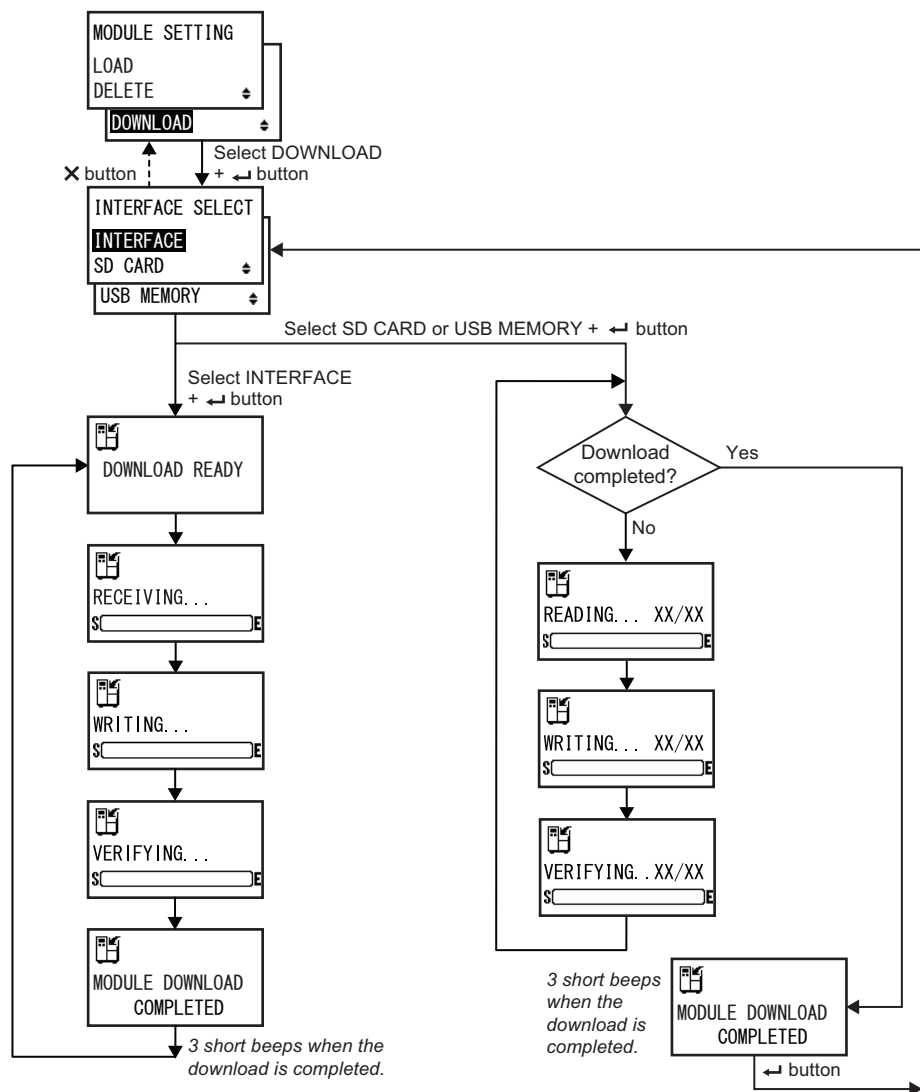 MODULE SETTING
LOAD
DELETE
DOWNLOAD
Select DOWNLOAD
+ ↵ button
✕ button
INTERFACE SELECT
INTERFACE
SD CARD
USB MEMORY
Select SD CARD or USB MEMORY + ↵ button
Select INTERFACE
+ ↵ button
DOWNLOAD READY
RECEIVING...
S E
WRITING...
S E
VERIFYING...
S E
MODULE DOWNLOAD
COMPLETED
3 short beeps when the
download is completed.
Download
completed?
Yes
No
READING... XX/XX
S E
WRITING... XX/XX
S E
VERIFYING..XX/XX
S E
3 short beeps
when the
download is
completed.
MODULE DOWNLOAD
COMPLETED
↵ button